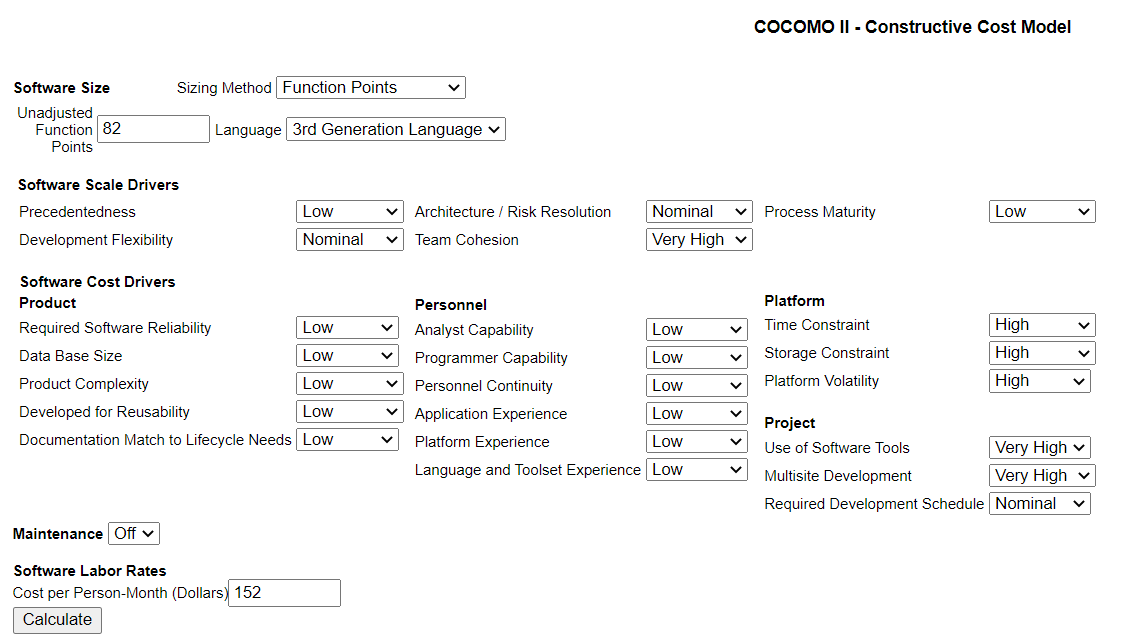 COCOMO II - Constructive Cost Model
Software Size Sizing Method Function Points
Unadjusted
Function
Points 82 Language 3rd Generation Language
Software Scale Drivers
Precedentedness Low Architecture / Risk Resolution Nominal Process Maturity Low
Development Flexibility Nominal Team Cohesion Very High
Software Cost Drivers
Product
Required Software Reliability Low
Data Base Size Low
Product Complexity Low
Developed for Reusability Low
Documentation Match to Lifecycle Needs Low
Personnel
Analyst Capability Low
Programmer Capability Low
Personnel Continuity Low
Application Experience Low
Platform Experience Low
Language and Toolset Experience Low
Platform
Time Constraint High
Storage Constraint High
Platform Volatility High
Project
Use of Software Tools Very High
Multisite Development Very High
Required Development Schedule Nominal
Maintenance Off
Software Labor Rates
Cost per Person-Month (Dollars) 152
Calculate